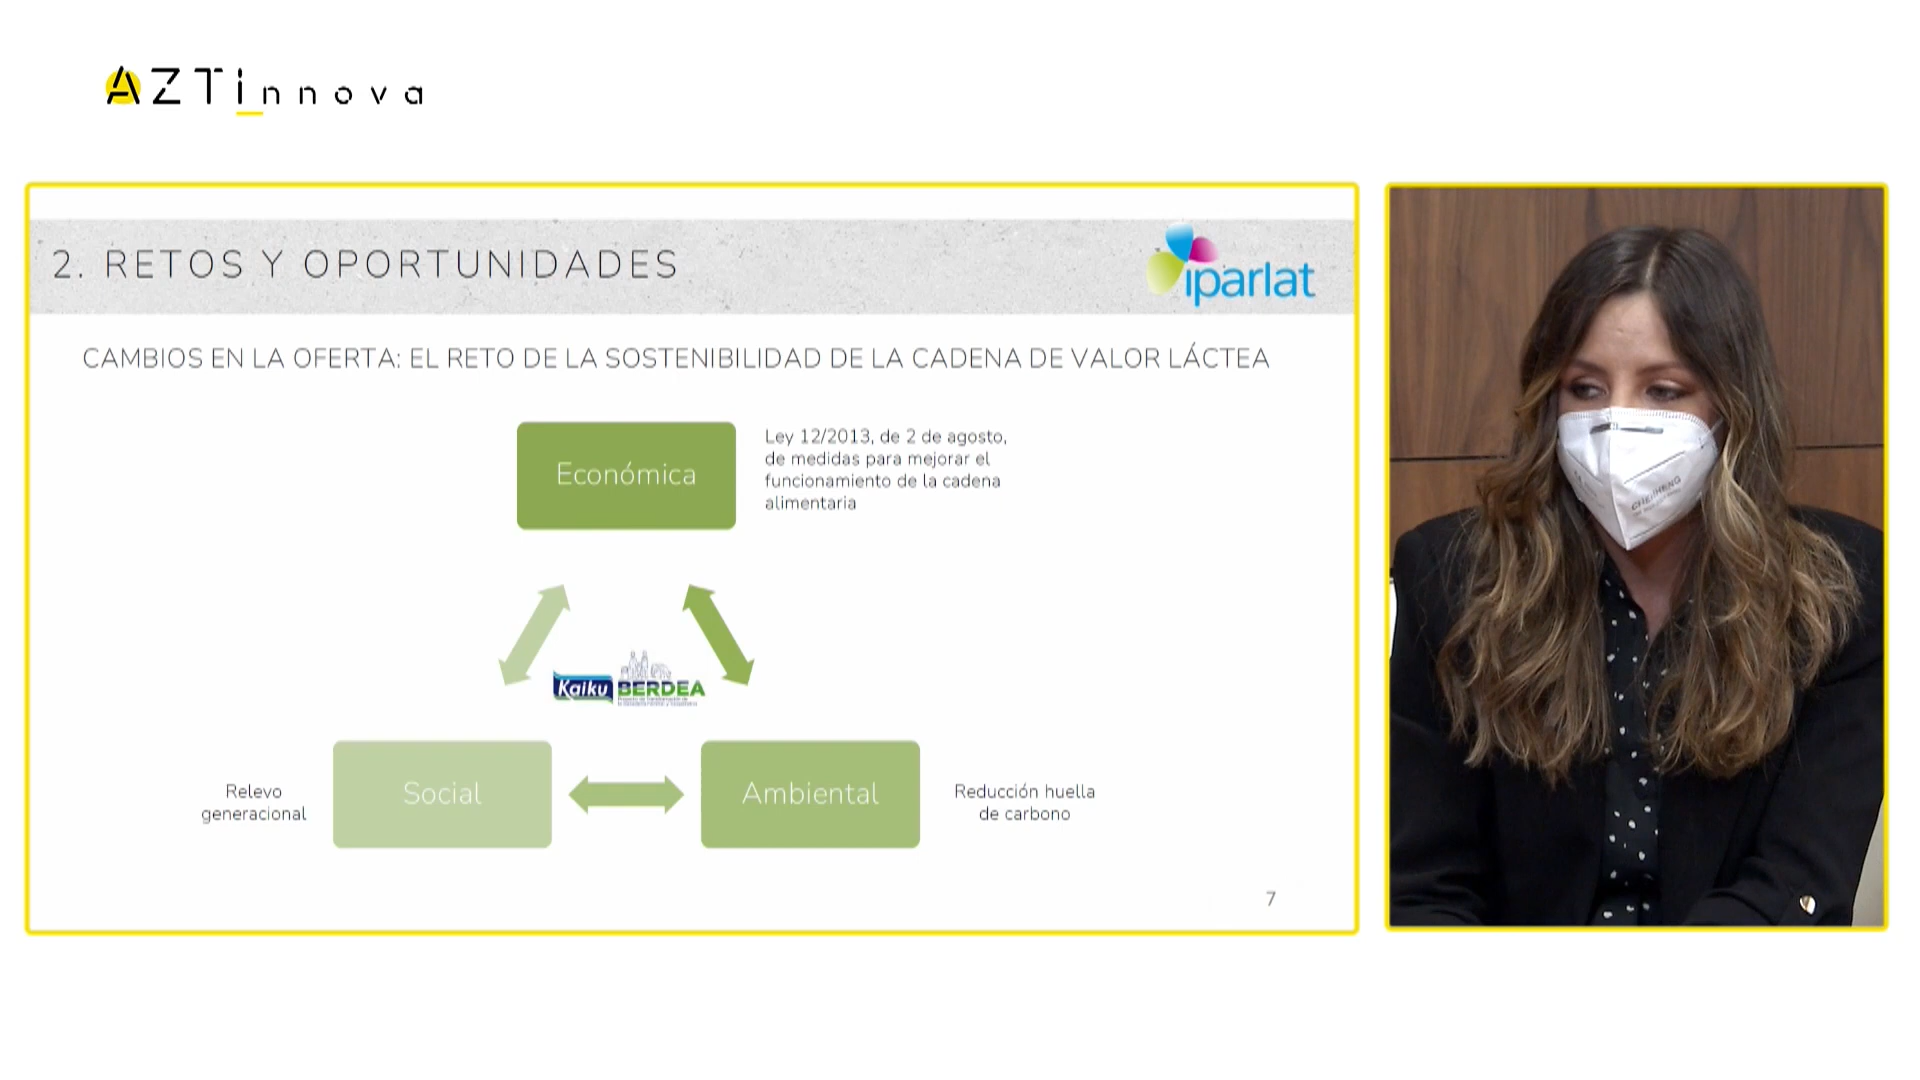 AZTInnova
2. RETOS Y OPORTUNIDADES
iparlat
CAMBIOS EN LA OFERTA: EL RETO DE LA SOSTENIBILIDAD DE LA CADENA DE VALOR LÁCTEA
Económica
Ley 12/2013, de 2 de agosto,
de medidas para mejorar el
funcionamiento de la cadena
alimentaria
Kaiku BERDEA
Relevo
generacional
Social
Ambiental
Reducción huella
de carbono
7